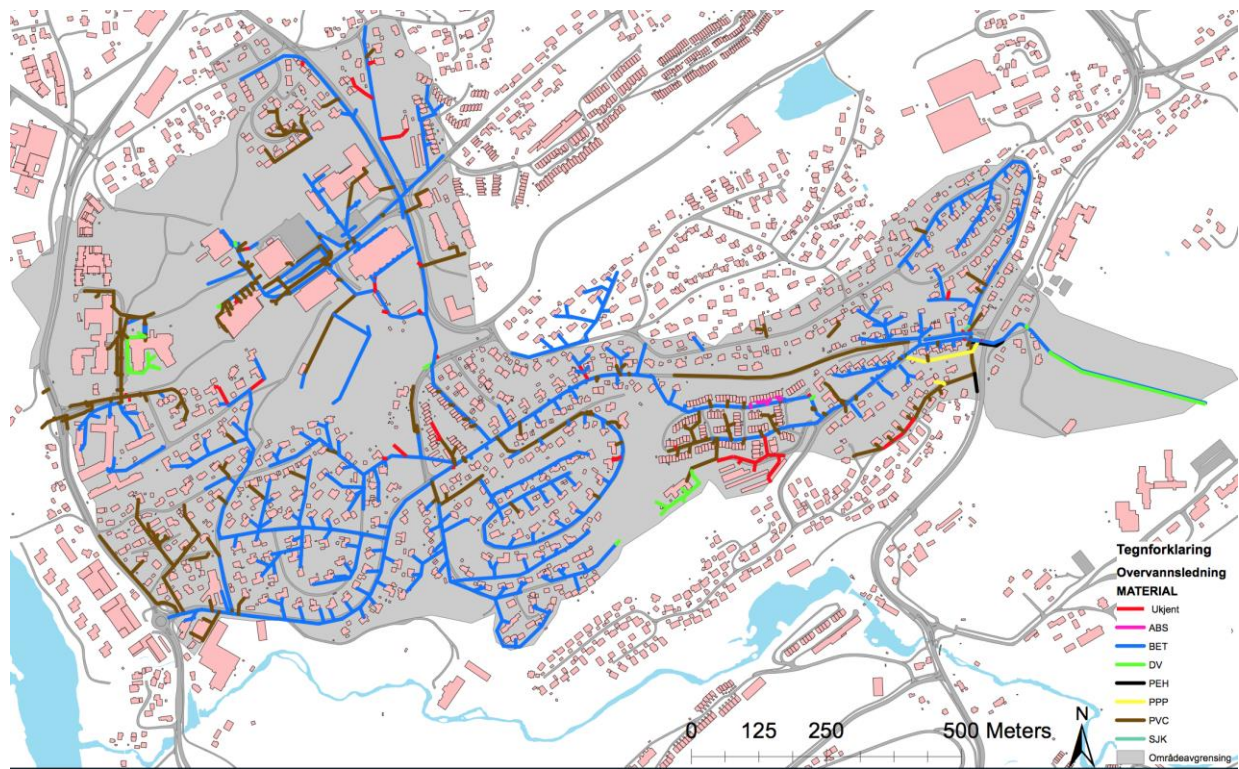 Tegnforklaring
Overvannsledning
MATERIAL
Ukjent
ABS
BET
DV
PEH
PPP
PVC
SJK
Områdeavgrensing
0 125 250 500 Meters
N